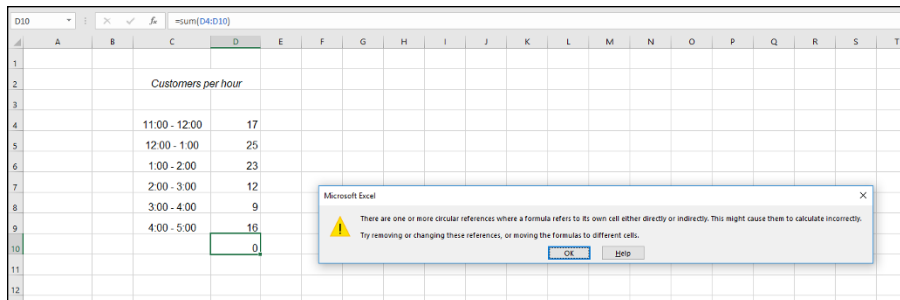 D10 fx =sum(D4:D10)
A B C D E F G H I J K L M N O P Q R S T
1
2 Customers per hour
3
4 11:00 - 12:00 17
5 12:00 - 1:00 25
6 1:00 - 2:00 23
7 2:00 - 3:00 12
8 3:00 - 4:00 9
9 4:00 - 5:00 16
10 0
11
12
Microsoft Excel
There are one or more circular references where a formula refers to its own cell either directly or indirectly. This might cause them to calculate incorrectly.
Try removing or changing these references, or moving the formulas to different cells.
OK Help